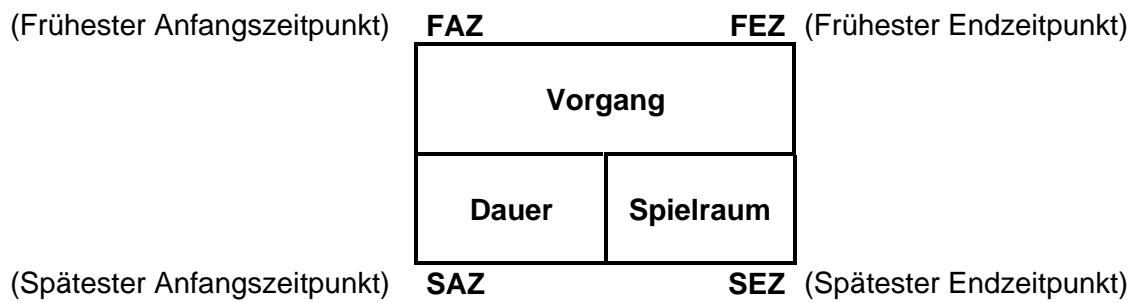 (Frühester Anfangszeitpunkt) FAZ FEZ (Frühester Endzeitpunkt)
Vorgang
Dauer Spielraum
(Spätester Anfangszeitpunkt) SAZ SEZ (Spätester Endzeitpunkt)